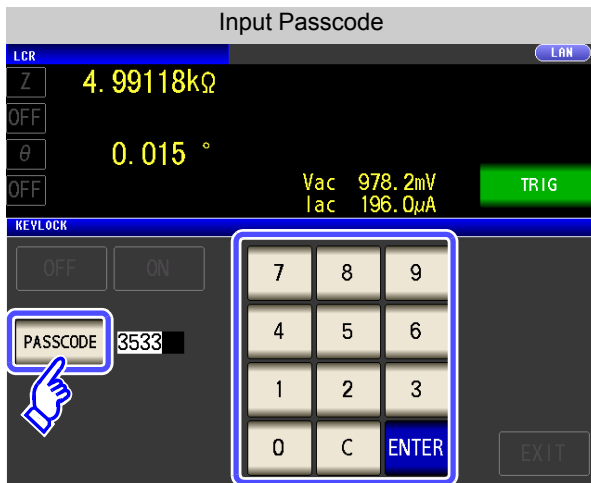 Input Passcode
LCR
LAN
Z 4.99118kΩ
OFF
θ 0.015 °
OFF
Vac 978.2mV
Iac 196.0μA
TRIG
KEYLOCK
OFF ON
PASSCODE 3533
7 8 9
4 5 6
1 2 3
0 C ENTER
EXIT